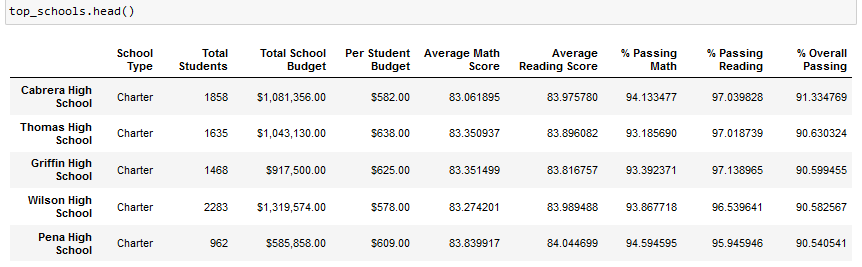 top_schools.head()
School Type Total Students Total School Budget Per Student Budget Average Math Score Average Reading Score % Passing Math % Passing Reading % Overall Passing
Cabrera High School Charter 1858 $1,081,356.00 $582.00 83.061895 83.975780 94.133477 97.039828 91.334769
Thomas High School Charter 1635 $1,043,130.00 $638.00 83.350937 83.896082 93.185690 97.018739 90.630324
Griffin High School Charter 1468 $917,500.00 $625.00 83.351499 83.816757 93.392371 97.138965 90.599455
Wilson High School Charter 2283 $1,319,574.00 $578.00 83.274201 83.989488 93.867718 96.539641 90.582567
Pena High School Charter 962 $585,858.00 $609.00 83.839917 84.044699 94.594595 95.945946 90.540541